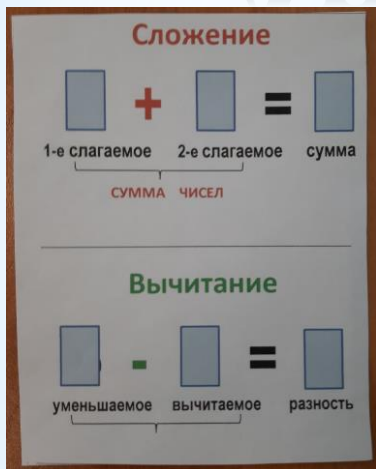 Сложение
+ =
1-е слагаемое 2-е слагаемое сумма
СУММА ЧИСЕЛ
Вычитание
- =
уменьшаемое вычитаемое разность